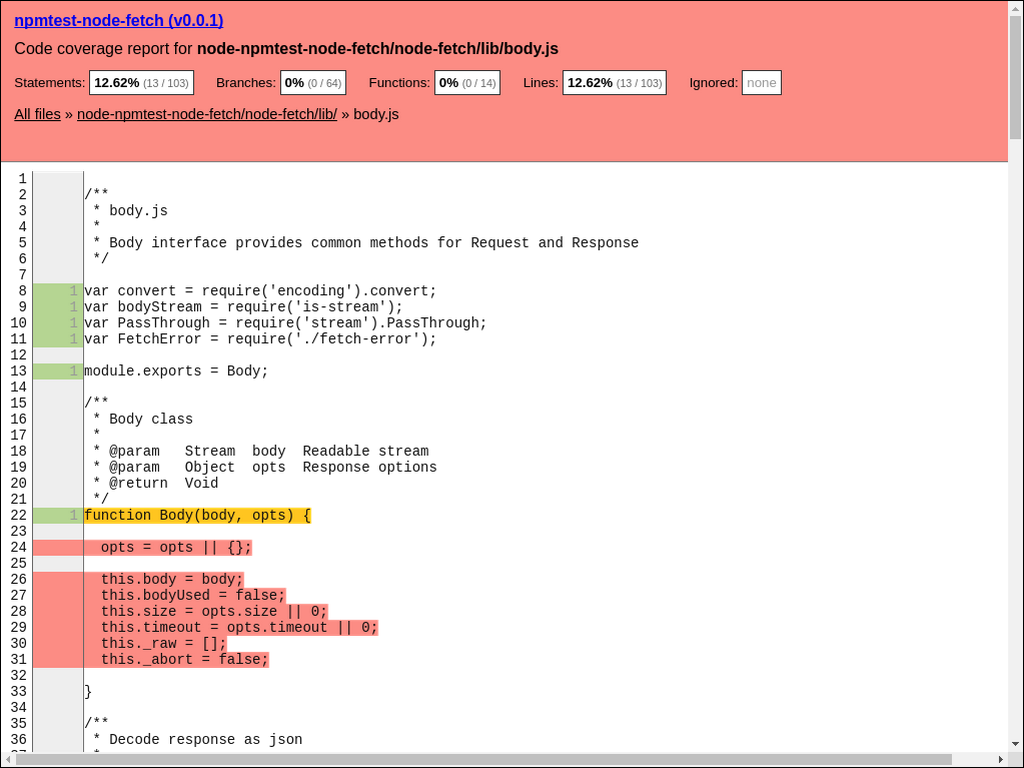 npmtest-node-fetch (v0.0.1)
Code coverage report for node-npmtest-node-fetch/node-fetch/lib/body.js
Statements: 12.62% (13 / 103) Branches: 0% (0 / 64) Functions: 0% (0 / 14) Lines: 12.62% (13 / 103) Ignored: none
All files » node-npmtest-node-fetch/node-fetch/lib/ » body.js
1
2 /**
3  * body.js
4  *
5  * Body interface provides common methods for Request and Response
6  */
7
8 1 var convert = require('encoding').convert;
9 1 var bodyStream = require('is-stream');
10 1 var PassThrough = require('stream').PassThrough;
11 1 var FetchError = require('./fetch-error');
12
13 1 module.exports = Body;
14
15 /**
16  * Body class
17  *
18  * @param   Stream  body  Readable stream
19  * @param   Object  opts  Response options
20  * @return  Void
21  */
22 1 function Body(body, opts) {
23
24   opts = opts || {};
25
26   this.body = body;
27   this.bodyUsed = false;
28   this.size = opts.size || 0;
29   this.timeout = opts.timeout || 0;
30   this._raw = [];
31   this._abort = false;
32
33 }
34
35 /**
36  * Decode response as json